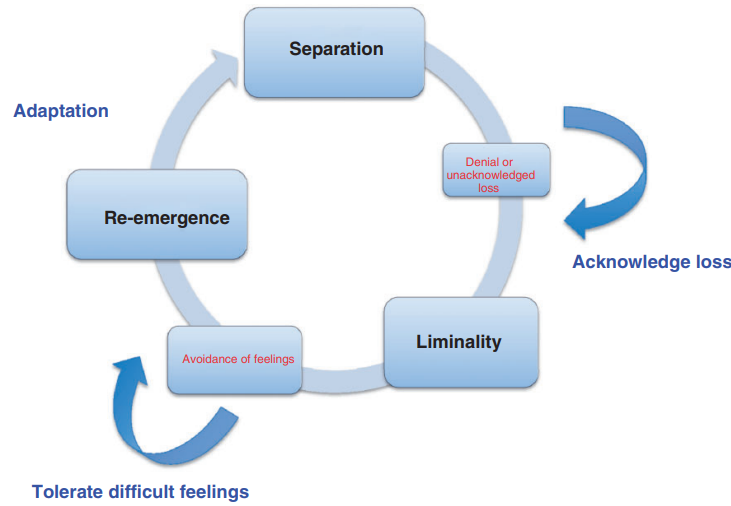 Separation
Adaptation
Denial or
unacknowledged
loss
Re-emergence
Acknowledge loss
Liminality
Avoidance of feelings
Tolerate difficult feelings